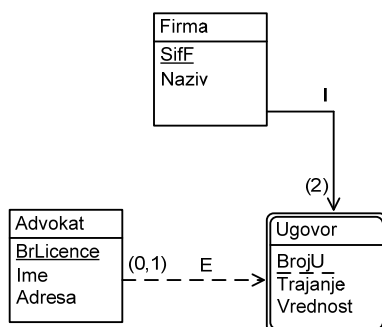 Firma
SifF
Naziv
I
(2)
Advokat
BrLicence
Ime
Adresa
(0,1)
E
Ugovor
BrojU
Trajanje
Vrednost